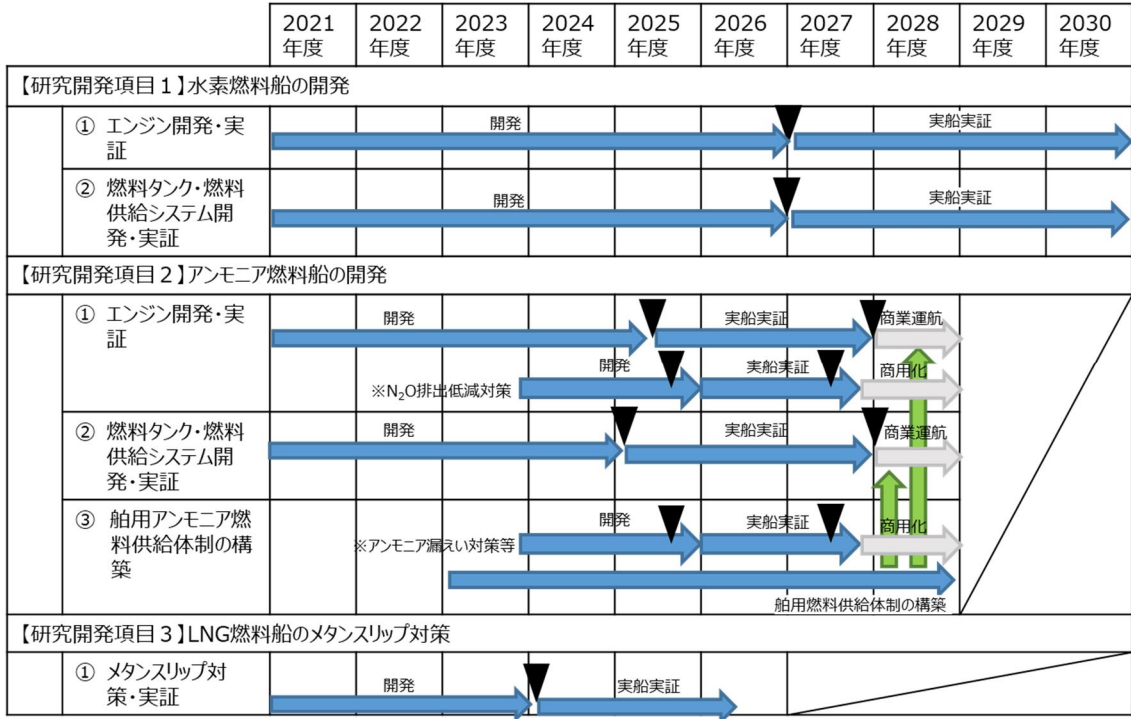 2021 2022 2023 2024 2025 2026 2027 2028 2029 2030
年度 年度 年度 年度 年度 年度 年度 年度 年度 年度
【研究開発項目1】水素燃料船の開発
① エンジン開発・実
証
開発
実船実証
② 燃料タンク・燃料
供給システム開
発・実証
開発
実船実証
【研究開発項目2】アンモニア燃料船の開発
① エンジン開発・実
証
開発
実船実証
商業運航
※N₂O排出低減対策
開発
実船実証
商用化
② 燃料タンク・燃料
供給システム開
発・実証
開発
実船実証
商業運航
③ 舶用アンモニア燃
料供給体制の構
築
※アンモニア漏えい対策等
開発
実船実証
商用化
舶用燃料供給体制の構築
【研究開発項目3】LNG燃料船のメタンスリップ対策
① メタンスリップ対
策・実証
開発
実船実証